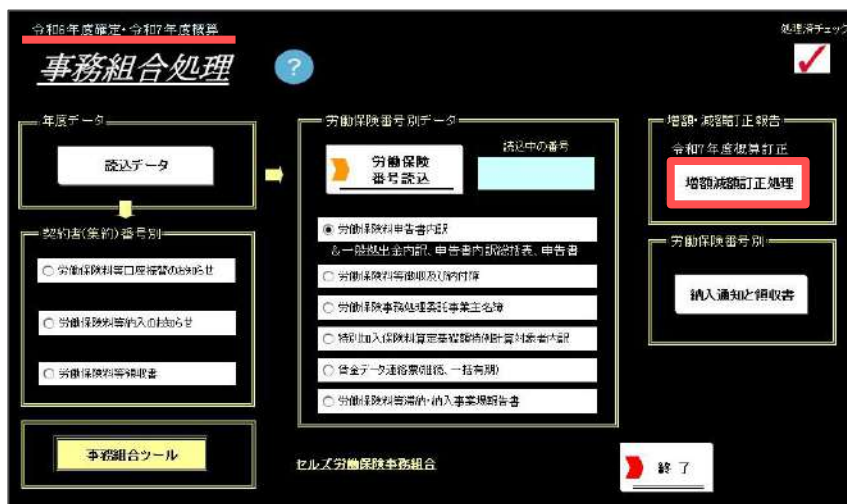 令和6年度確定・令和7年度概算
処理済チェック
事務組合処理
?
年度データ
読込データ
契約者(集約)番号別
労働保険料等口座振替のお知らせ
労働保険料等納入のお知らせ
労働保険料等領収書
事務組合ツール
労働保険番号別データ
労働保険
番号読込
読込中の番号
労働保険料申告書内訳
&一般拠出金内訳、申告書内訳総括表、申告書
労働保険料等徴収及び納付簿
労働保険事務処理委託事業主名簿
特別加入保険料算定基礎額特例計算対象者内訳
賃金データ連絡票(継続、一括有期)
労働保険料等滞納・納入事業場報告書
セルズ労働保険事務組合
増額・減額訂正報告
令和7年度概算訂正
増額減額訂正処理
労働保険番号別
納入通知と領収書
終了